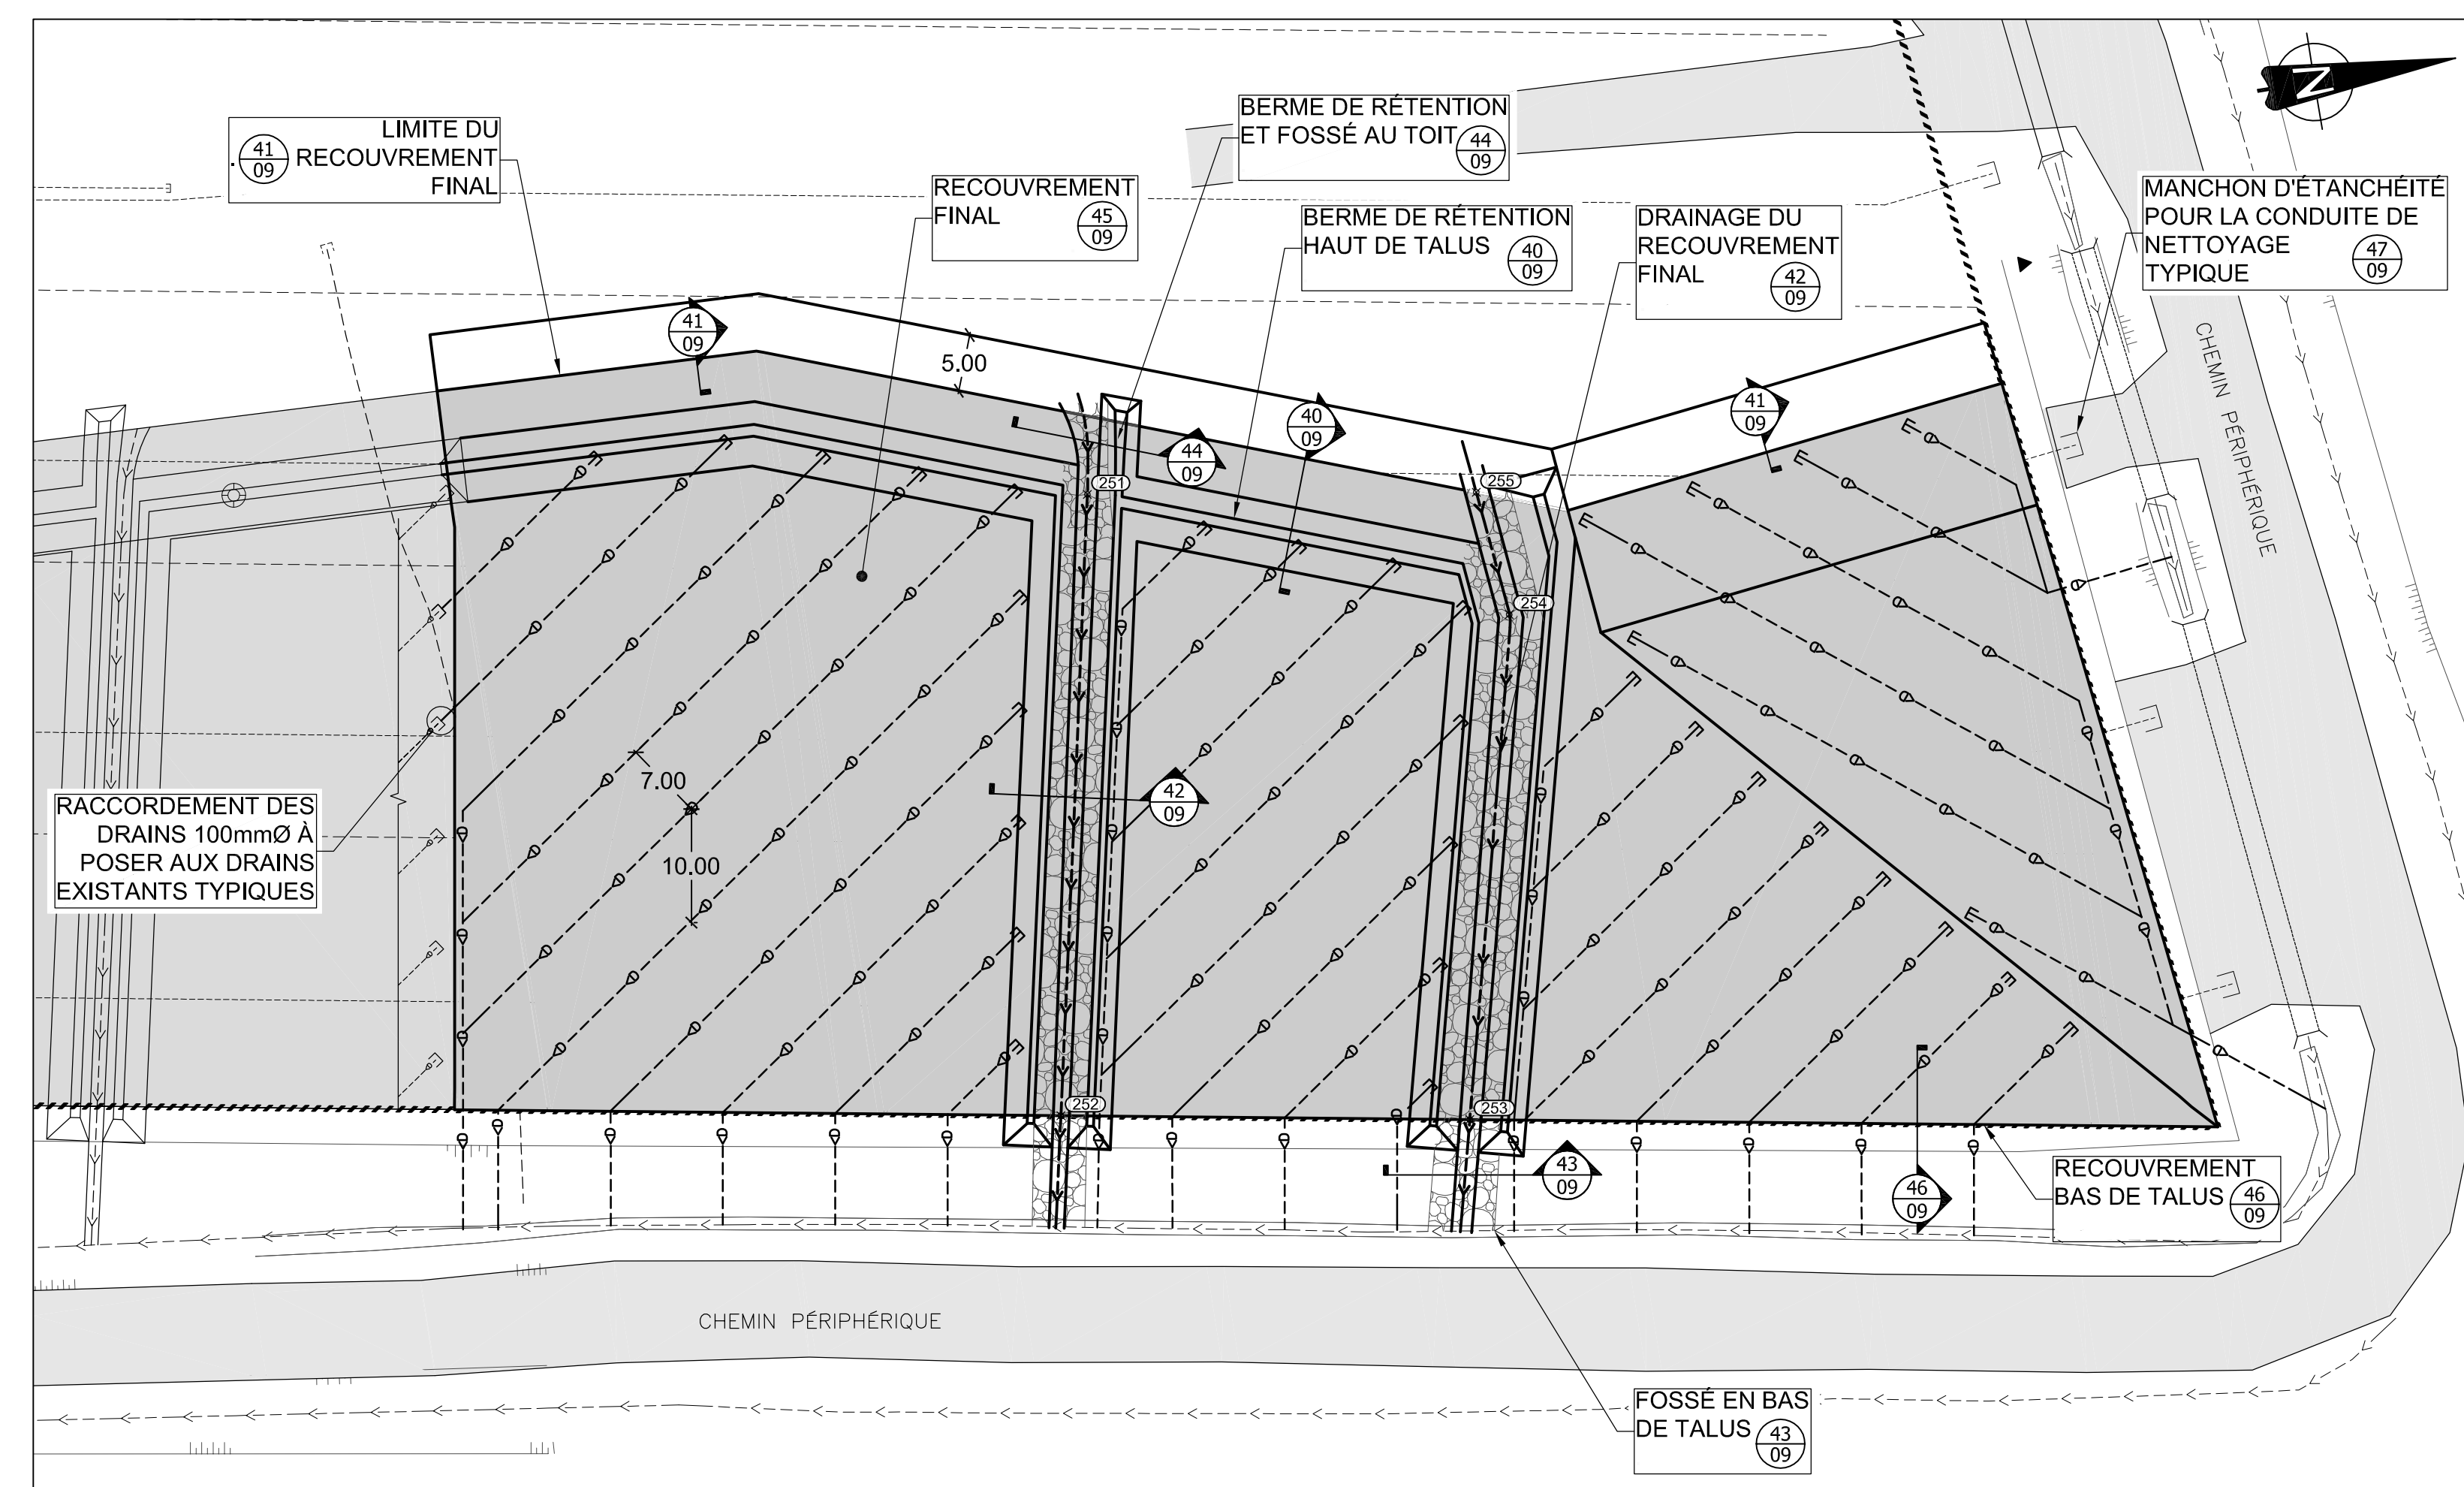 LIMITE DU
RECOUVREMENT
FINAL
41
09
BERME DE RÉTENTION
ET FOSSÉ AU TOIT
44
09
RECOUVREMENT
FINAL
45
09
BERME DE RÉTENTION
HAUT DE TALUS
40
09
DRAINAGE DU
RECOUVREMENT
FINAL
42
09
MANCHON D'ÉTANCHÉITÉ
POUR LA CONDUITE DE
NETTOYAGE
TYPIQUE
47
09
N
CHEMIN PÉRIPHÉRIQUE
41
09
5.00
40
09
41
09
44
09
251
255
254
7.00
10.00
42
09
RACCORDEMENT DES
DRAINS 100mmØ À
POSER AUX DRAINS
EXISTANTS TYPIQUES
252
253
43
09
46
09
RECOUVREMENT
BAS DE TALUS
46
09
CHEMIN PÉRIPHÉRIQUE
FOSSÉ EN BAS
DE TALUS
43
09